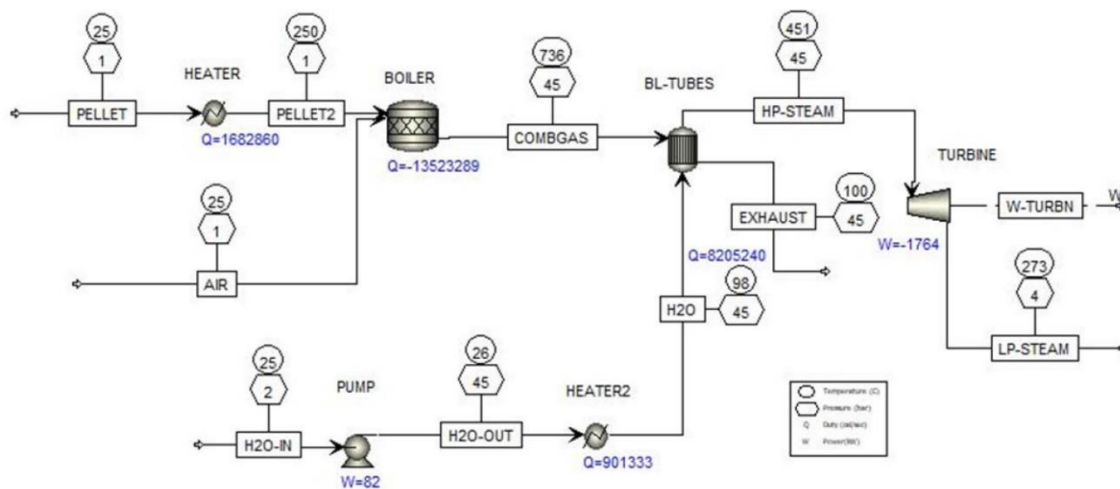 25
1
PELLET
HEATER
Q=1682860
250
1
PELLET2
BOILER
Q=-13523289
736
45
COMBGAS
BL-TUBES
Q=8205240
451
45
HP-STEAM
TURBINE
W=-1764
W-TURBN
W
100
45
EXHAUST
273
4
LP-STEAM
25
1
AIR
98
45
H2O
25
2
H2O-IN
PUMP
W=82
26
45
H2O-OUT
HEATER2
Q=901333
Temperature (C)
Pressure (bar)
Q Duty (cal/sec)
W Power(kW)